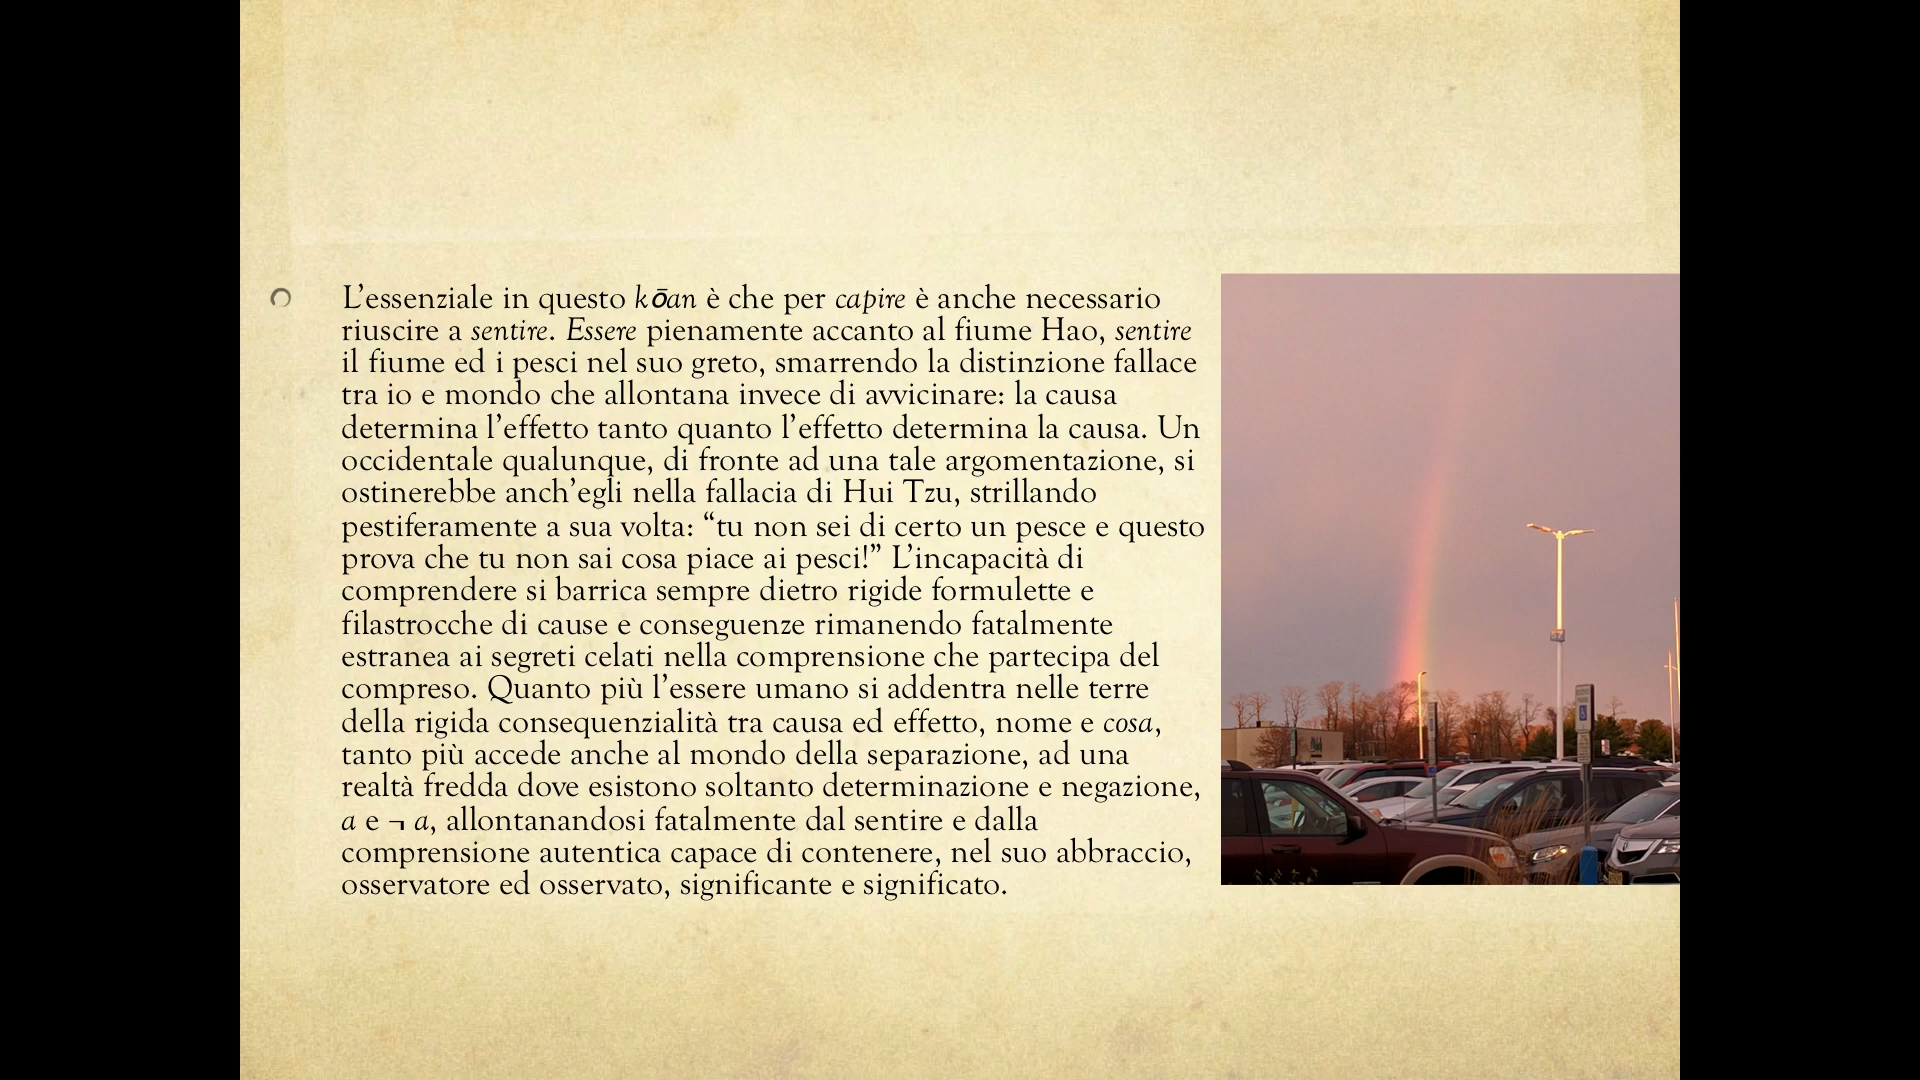 L’essenziale in questo kōan è che per capire è anche necessario
riuscire a sentire. Essere pienamente accanto al fiume Hao, sentire
il fiume ed i pesci nel suo greto, smarrendo la distinzione fallace
tra io e mondo che allontana invece di avvicinare: la causa
determina l’effetto tanto quanto l’effetto determina la causa. Un
occidentale qualunque, di fronte ad una tale argomentazione, si
ostinerebbe anch’egli nella fallacia di Hui Tzu, strillando
pestiferamente a sua volta: “tu non sei di certo un pesce e questo
prova che tu non sai cosa piace ai pesci!” L’incapacità di
comprendere si barrica sempre dietro rigide formulette e
filastrocche di cause e conseguenze rimanendo fatalmente
estranea ai segreti celati nella comprensione che partecipa del
compreso. Quanto più l’essere umano si addentra nelle terre
della rigida consequenzialità tra causa ed effetto, nome e cosa,
tanto più accede anche al mondo della separazione, ad una
realtà fredda dove esistono soltanto determinazione e negazione,
a e ¬ a, allontanandosi fatalmente dal sentire e dalla
comprensione autentica capace di contenere, nel suo abbraccio,
osservatore ed osservato, significante e significato.